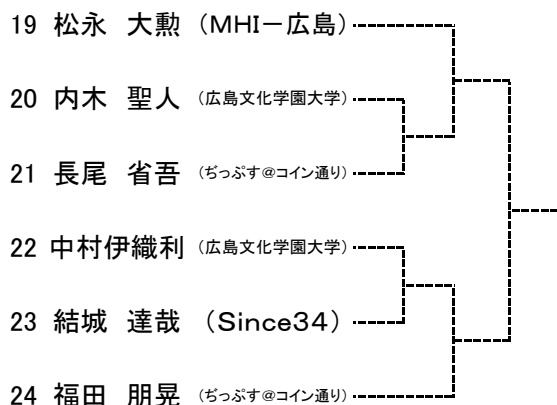 19 松永 大勲 (MHI－広島)
20 内木 聖人 (広島文化学園大学)
21 長尾 省吾 (ぢっぷす@コイン通り)
22 中村伊織利 (広島文化学園大学)
23 結城 達哉 (Since34)
24 福田 朋晃 (ぢっぷす@コイン通り)